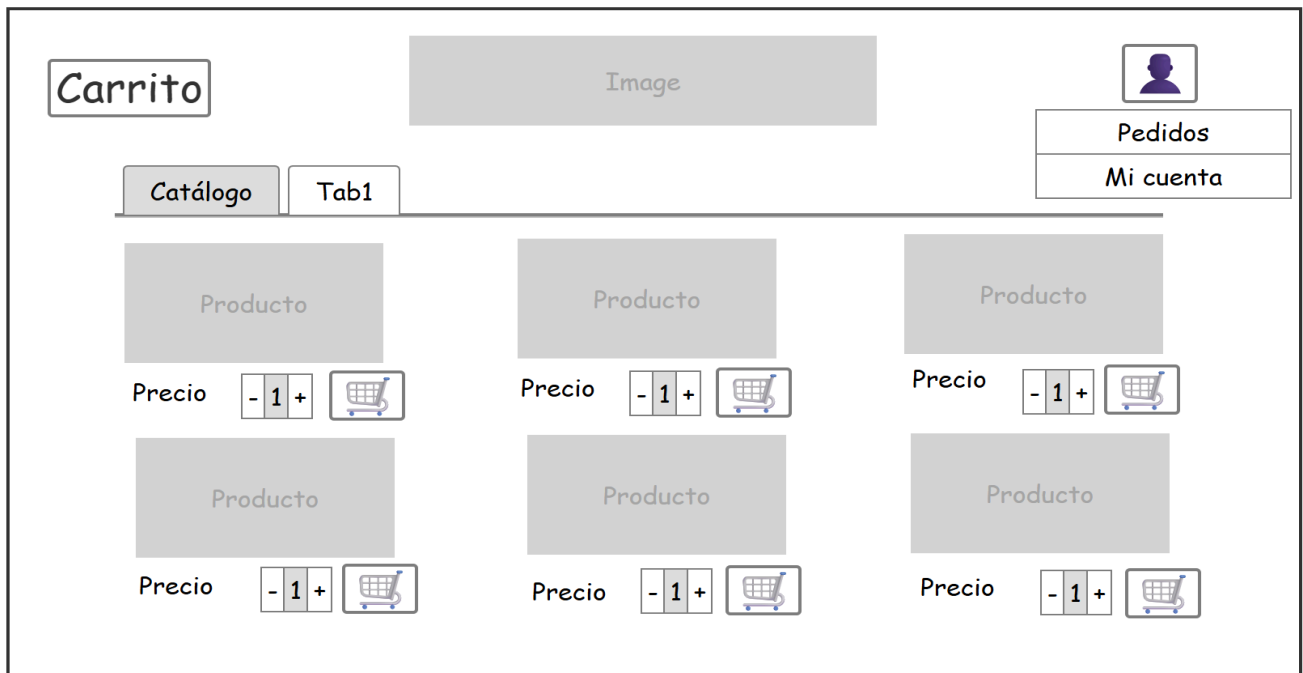 Carrito
Image
Pedidos
Mi cuenta
Catálogo
Tab1
Producto
Producto
Producto
Precio - 1 +
Precio - 1 +
Precio - 1 +
Producto
Producto
Producto
Precio - 1 +
Precio - 1 +
Precio - 1 +